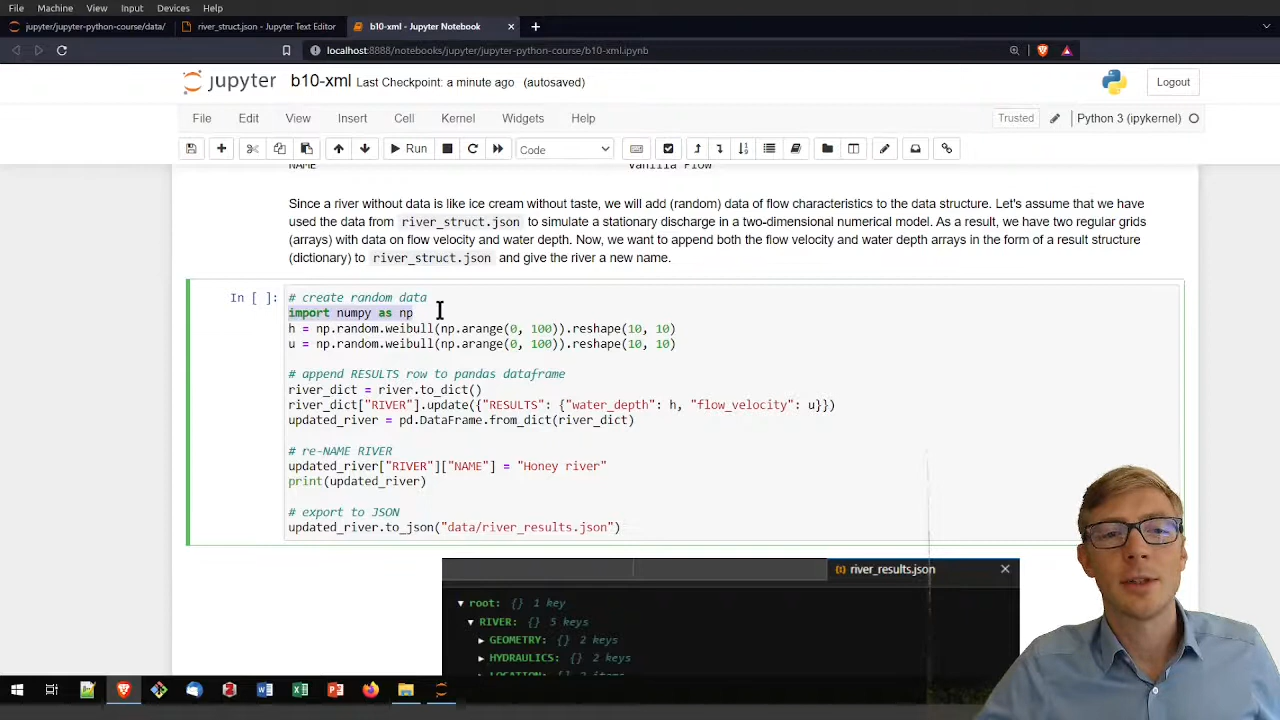 File Machine View Input Devices Help
jupyter/jupyter-python-course/data/ river_struct.json - Jupyter Text Editor b10-xml - Jupyter Notebook
localhost:8888/notebooks/jupyter/jupyter-python-course/b10-xml.ipynb
jupyter b10-xml Last Checkpoint: a minute ago (autosaved) Logout
File Edit View Insert Cell Kernel Widgets Help Trusted Python 3 (ipykernel)
Run Code
NAME Vanilla Flow
Since a river without data is like ice cream without taste, we will add (random) data of flow characteristics to the data structure. Let's assume that we have
used the data from river_struct.json to simulate a stationary discharge in a two-dimensional numerical model. As a result, we have two regular grids
(arrays) with data on flow velocity and water depth. Now, we want to append both the flow velocity and water depth arrays in the form of a result structure
(dictionary) to river_struct.json and give the river a new name.
In [ ]: # create random data
import numpy as np
h = np.random.weibull(np.arange(0, 100)).reshape(10, 10)
u = np.random.weibull(np.arange(0, 100)).reshape(10, 10)
# append RESULTS row to pandas dataframe
river_dict = river.to_dict()
river_dict["RIVER"].update({"RESULTS": {"water_depth": h, "flow_velocity": u}})
updated_river = pd.DataFrame.from_dict(river_dict)
# re-NAME RIVER
updated_river["RIVER"]["NAME"] = "Honey river"
print(updated_river)
# export to JSON
updated_river.to_json("data/river_results.json")
river_results.json
root: {} 1 key
RIVER: {} 5 keys
GEOMETRY: {} 2 keys
HYDRAULICS: {} 2 keys